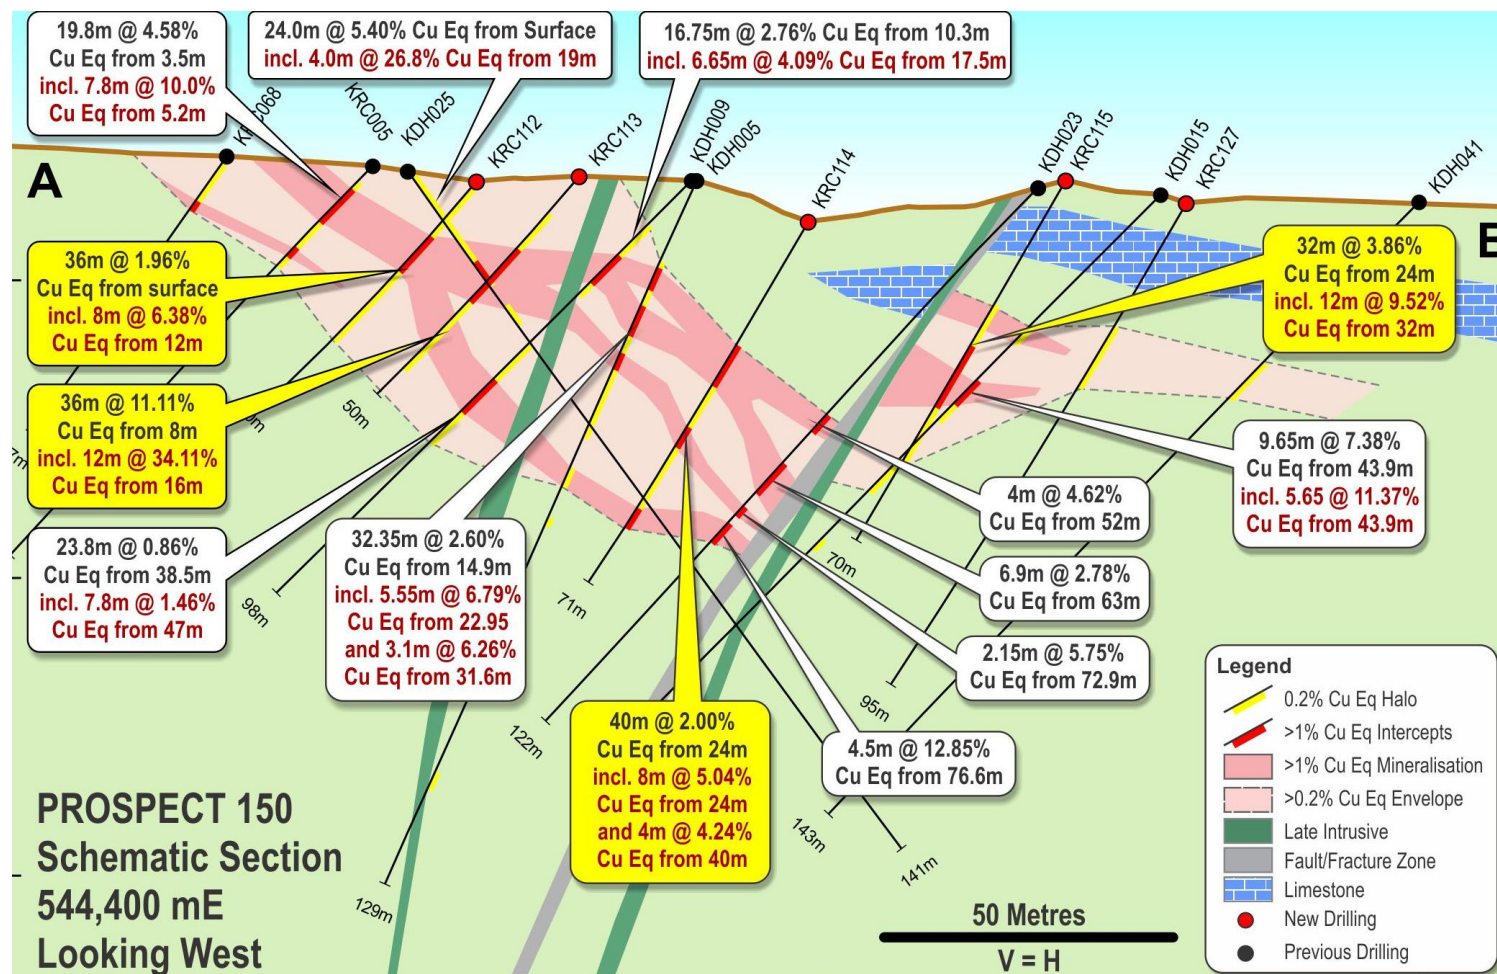 19.8m @ 4.58%
Cu Eq from 3.5m
incl. 7.8m @ 10.0%
Cu Eq from 5.2m
24.0m @ 5.40% Cu Eq from Surface
incl. 4.0m @ 26.8% Cu Eq from 19m
16.75m @ 2.76% Cu Eq from 10.3m
incl. 6.65m @ 4.09% Cu Eq from 17.5m
KRC068
KRC005
KDH025
KRC112
KRC113
KDH009
KDH005
KRC114
KDH023
KRC115
KDH015
KRC127
KDH041
A
36m @ 1.96%
Cu Eq from surface
incl. 8m @ 6.38%
Cu Eq from 12m
32m @ 3.86%
Cu Eq from 24m
incl. 12m @ 9.52%
Cu Eq from 32m
36m @ 11.11%
Cu Eq from 8m
incl. 12m @ 34.11%
Cu Eq from 16m
50m
9.65m @ 7.38%
Cu Eq from 43.9m
incl. 5.65 @ 11.37%
Cu Eq from 43.9m
4m @ 4.62%
Cu Eq from 52m
23.8m @ 0.86%
Cu Eq from 38.5m
incl. 7.8m @ 1.46%
Cu Eq from 47m
32.35m @ 2.60%
Cu Eq from 14.9m
incl. 5.55m @ 6.79%
Cu Eq from 22.95
and 3.1m @ 6.26%
Cu Eq from 31.6m
98m
71m
70m
6.9m @ 2.78%
Cu Eq from 63m
2.15m @ 5.75%
Cu Eq from 72.9m
95m
122m
40m @ 2.00%
Cu Eq from 24m
incl. 8m @ 5.04%
Cu Eq from 24m
and 4m @ 4.24%
Cu Eq from 40m
4.5m @ 12.85%
Cu Eq from 76.6m
143m
141m
129m
PROSPECT 150
Schematic Section
544,400 mE
Looking West
50 Metres
V = H
Legend
0.2% Cu Eq Halo
>1% Cu Eq Intercepts
>1% Cu Eq Mineralisation
>0.2% Cu Eq Envelope
Late Intrusive
Fault/Fracture Zone
Limestone
New Drilling
Previous Drilling